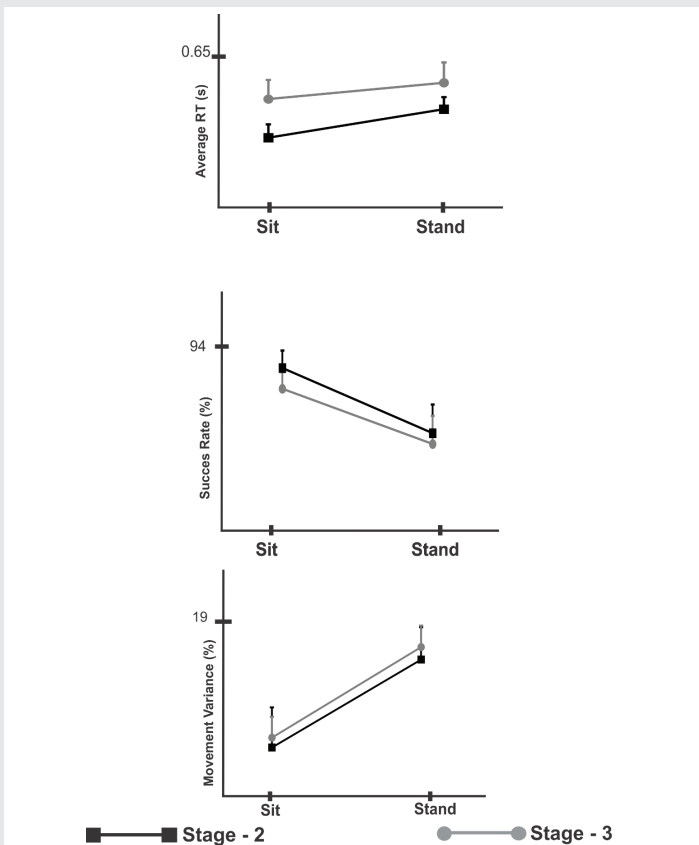 0.65
Average RT (s)
Sit Stand
94
Succes Rate (%)
Sit Stand
19
Movement Variance (%)
Sit Stand
Stage - 2 Stage - 3